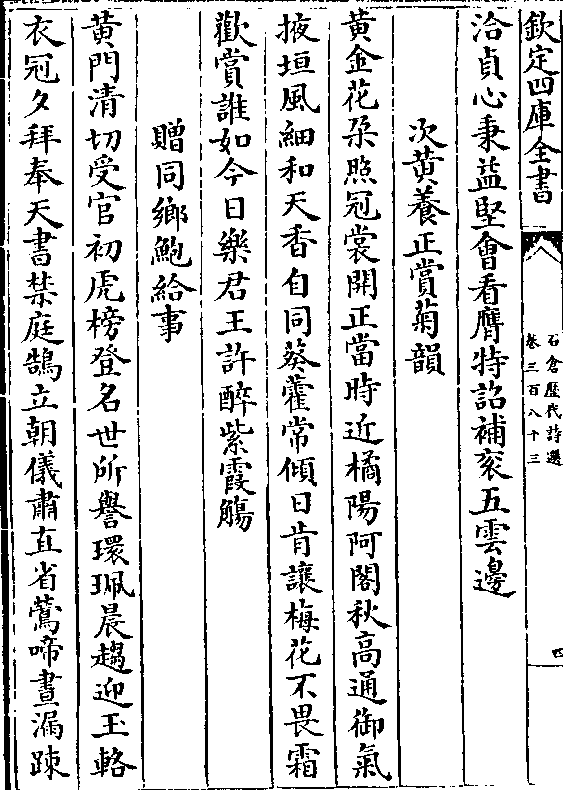 欽定四庫全書
石倉歴代詩選
卷三百八十三
四
洽貞心秉益堅㑹看膺特詔補衮五雲邊
次黄養正賞菊韻
黄金花朶照冠裳開正當時近橘陽阿閣秋高通御氣
掖垣風細和天香自同葵藿常傾日肯讓梅花不畏霜
歡賞誰如今日樂君王許醉紫霞觴
贈同鄉鮑給事
黄門清切受官初虎榜登名世所譽環珮晨趨迎玉輅
衣冠夕拜奉天書禁庭鵠立朝儀肅直省鶯啼晝漏踈